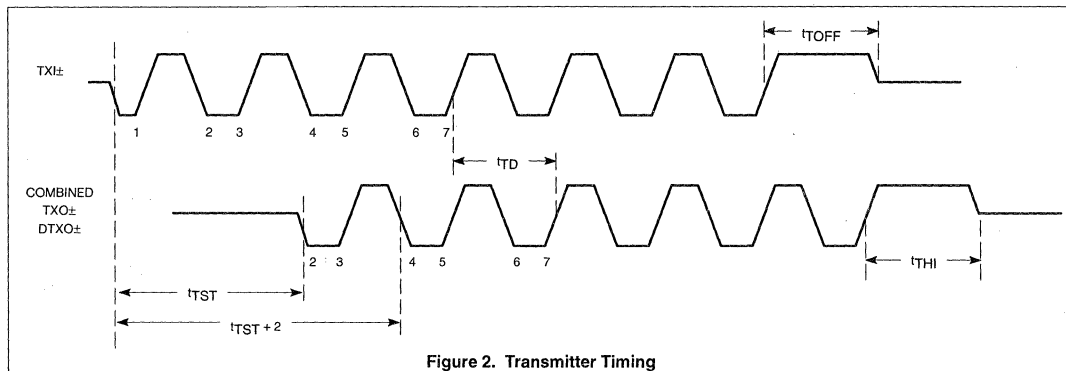 tTOFF
TXI±
1 2 3 4 5 6 7
tTD
COMBINED
TXO±
DTXO±
2 3 4 5 6 7
tTHI
tTST
tTST + 2
Figure 2. Transmitter Timing